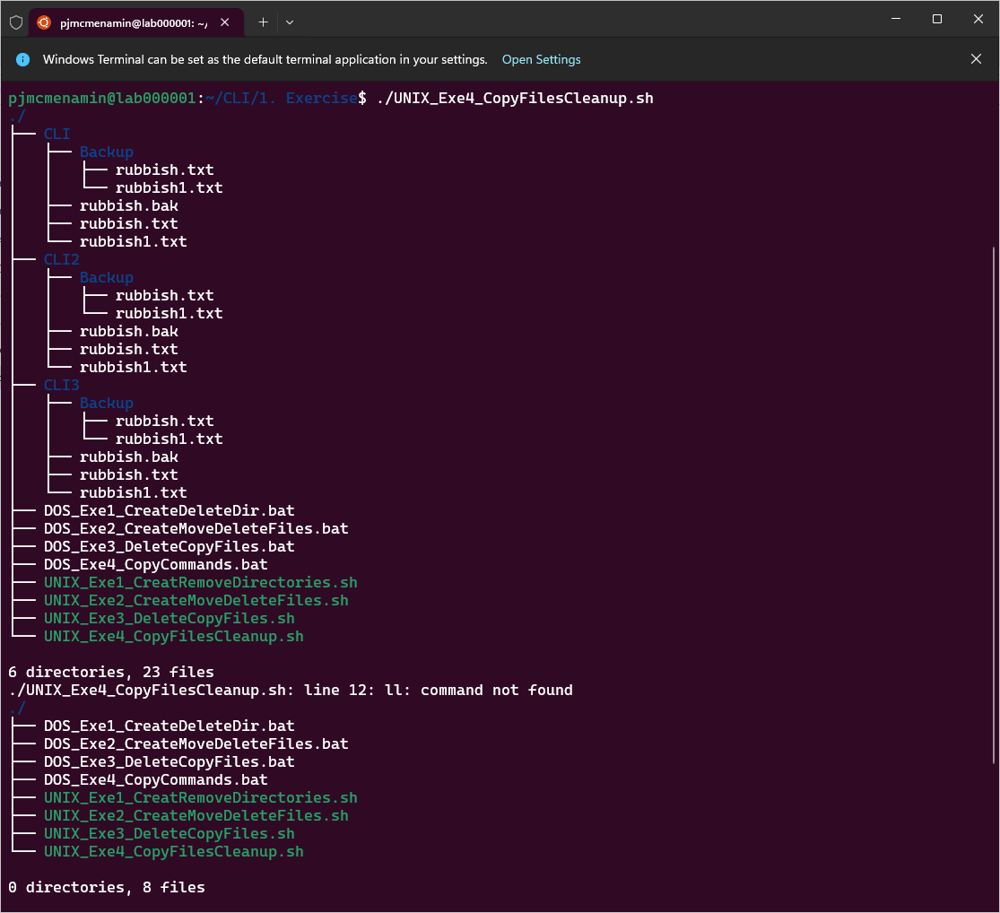 pjmcmenamin@lab000001: ~/
Windows Terminal can be set as the default terminal application in your settings. Open Settings
pjmcmenamin@lab000001:~/CLI/1. Exercise$ ./UNIX_Exe4_CopyFilesCleanup.sh
./
├── CLI
│   ├── Backup
│   │   ├── rubbish.txt
│   │   └── rubbish1.txt
│   ├── rubbish.bak
│   ├── rubbish.txt
│   └── rubbish1.txt
├── CLI2
│   ├── Backup
│   │   ├── rubbish.txt
│   │   └── rubbish1.txt
│   ├── rubbish.bak
│   ├── rubbish.txt
│   └── rubbish1.txt
├── CLI3
│   ├── Backup
│   │   ├── rubbish.txt
│   │   └── rubbish1.txt
│   ├── rubbish.bak
│   ├── rubbish.txt
│   └── rubbish1.txt
├── DOS_Exe1_CreateDeleteDir.bat
├── DOS_Exe2_CreateMoveDeleteFiles.bat
├── DOS_Exe3_DeleteCopyFiles.bat
├── DOS_Exe4_CopyCommands.bat
├── UNIX_Exe1_CreatRemoveDirectories.sh
├── UNIX_Exe2_CreateMoveDeleteFiles.sh
├── UNIX_Exe3_DeleteCopyFiles.sh
└── UNIX_Exe4_CopyFilesCleanup.sh
6 directories, 23 files
./UNIX_Exe4_CopyFilesCleanup.sh: line 12: ll: command not found
./
├── DOS_Exe1_CreateDeleteDir.bat
├── DOS_Exe2_CreateMoveDeleteFiles.bat
├── DOS_Exe3_DeleteCopyFiles.bat
├── DOS_Exe4_CopyCommands.bat
├── UNIX_Exe1_CreatRemoveDirectories.sh
├── UNIX_Exe2_CreateMoveDeleteFiles.sh
├── UNIX_Exe3_DeleteCopyFiles.sh
└── UNIX_Exe4_CopyFilesCleanup.sh
0 directories, 8 files